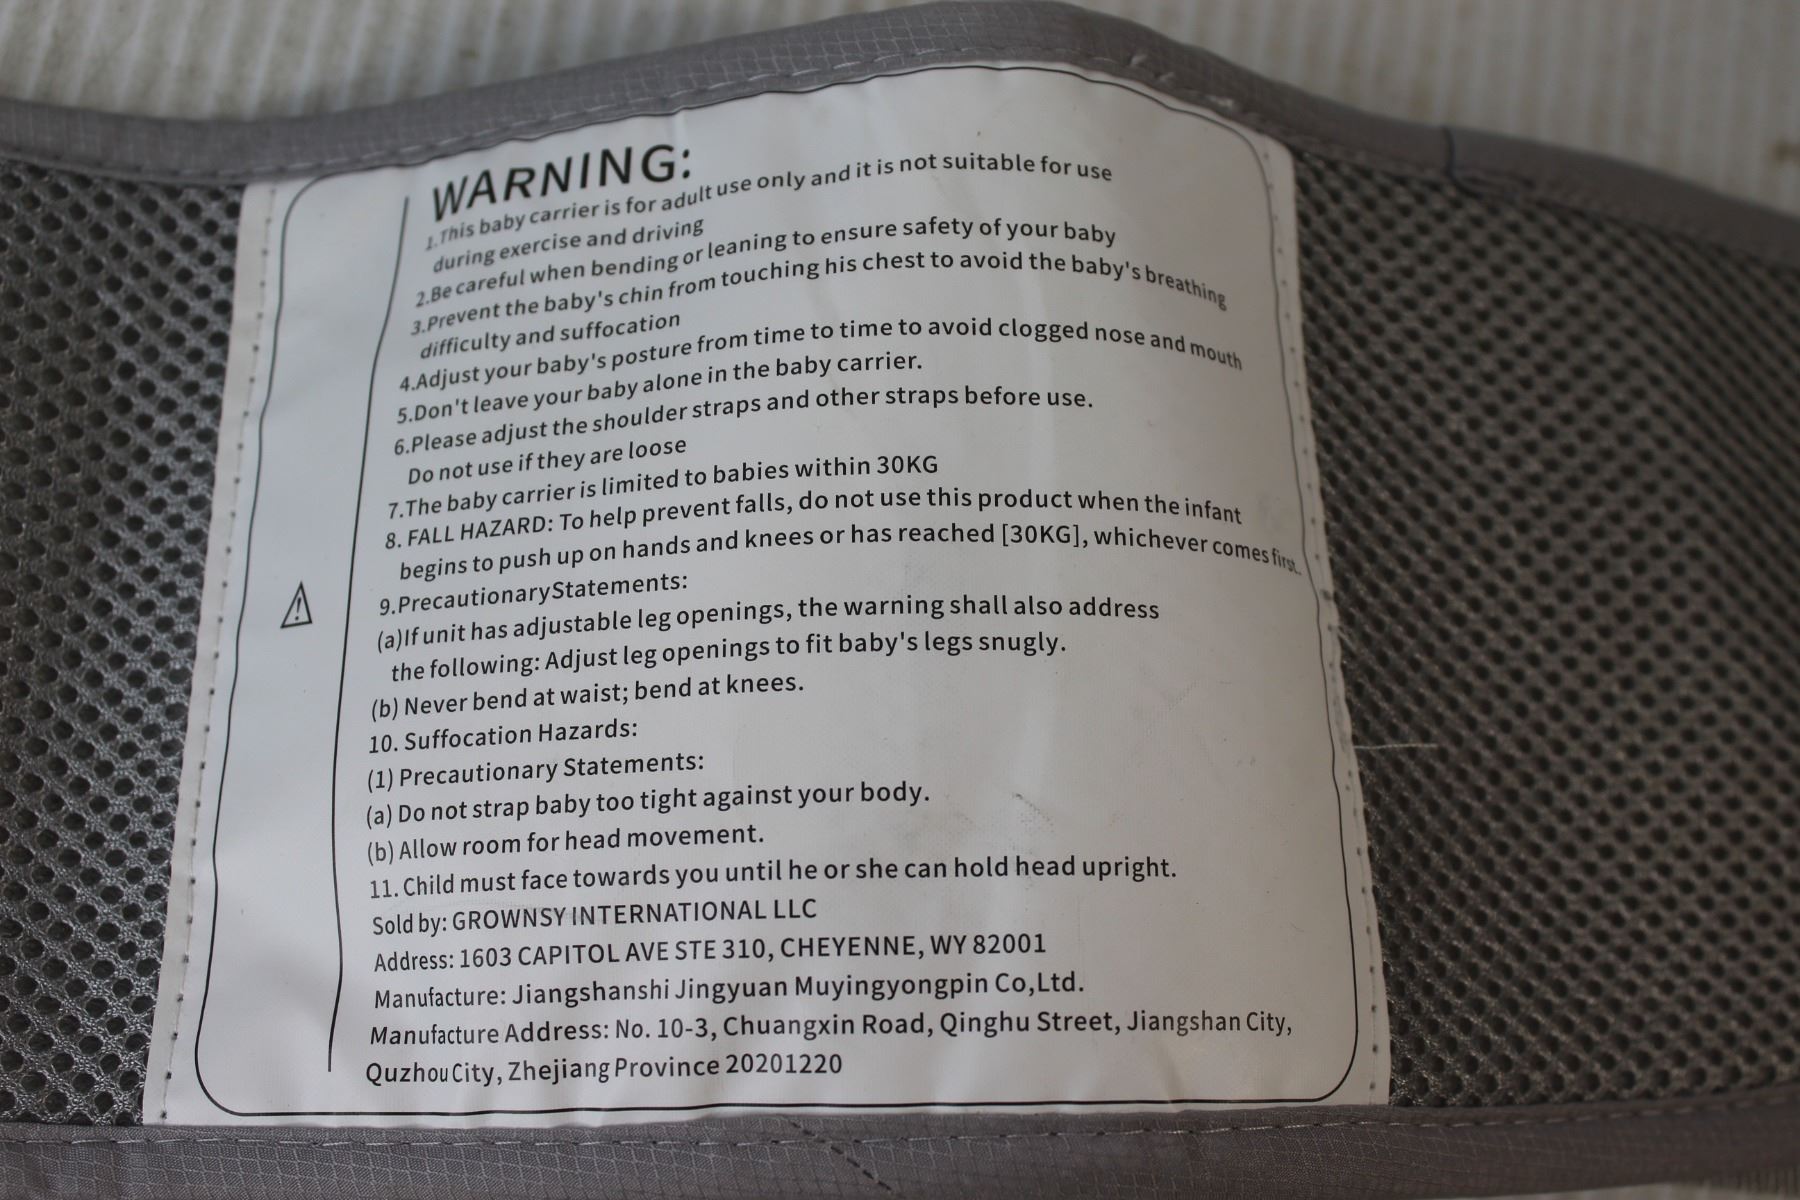 WARNING:
1.This baby carrier is for adult use only and it is not suitable for use
during exercise and driving
2.Be careful when bending or leaning to ensure safety of your baby
3.Prevent the baby's chin from touching his chest to avoid the baby's breathing
difficulty and suffocation
4.Adjust your baby's posture from time to time to avoid clogged nose and mouth
5.Don't leave your baby alone in the baby carrier.
6.Please adjust the shoulder straps and other straps before use.
Do not use if they are loose
7.The baby carrier is limited to babies within 30KG
8. FALL HAZARD: To help prevent falls, do not use this product when the infant
begins to push up on hands and knees or has reached [30KG], whichever comes first.
9.Precautionary Statements:
(a)If unit has adjustable leg openings, the warning shall also address
the following: Adjust leg openings to fit baby's legs snugly.
(b) Never bend at waist; bend at knees.
10. Suffocation Hazards:
(1) Precautionary Statements:
(a) Do not strap baby too tight against your body.
(b) Allow room for head movement.
11. Child must face towards you until he or she can hold head upright.
Sold by: GROWNSY INTERNATIONAL LLC
Address: 1603 CAPITOL AVE STE 310, CHEYENNE, WY 82001
Manufacture: Jiangshanshi Jingyuan Muyingyongpin Co,Ltd.
Manufacture Address: No. 10-3, Chuangxin Road, Qinghu Street, Jiangshan City,
Quzhou City, Zhejiang Province 20201220